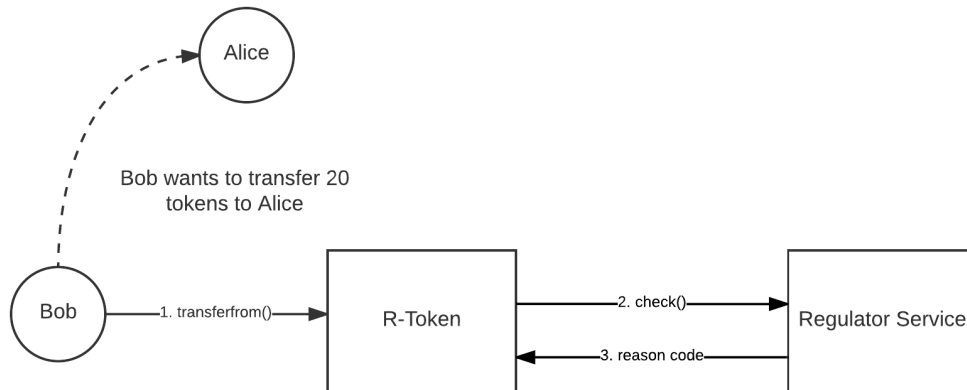 Alice
Bob wants to transfer 20
tokens to Alice
Bob
1. transferfrom()
R-Token
2. check()
3. reason code
Regulator Service